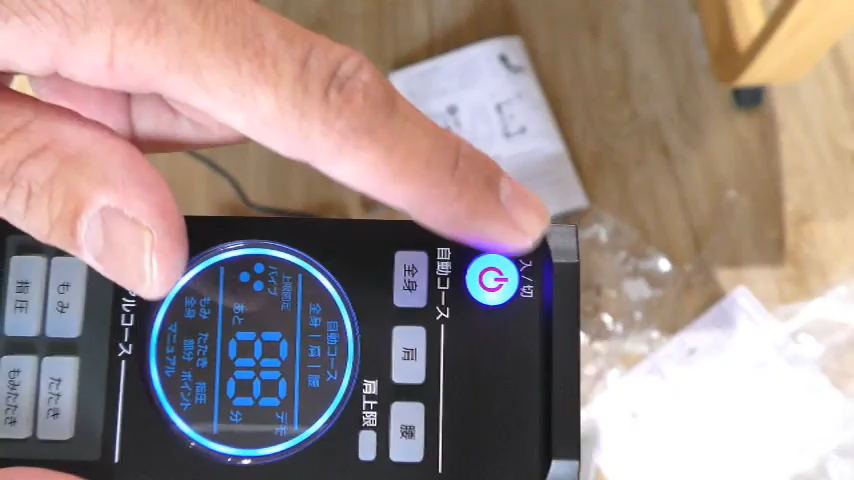 入/切
自動コース
全身
肩
腰
肩上限
自動コース
全身 肩 腰
上限固定
バイブ
デモ
あと 88 分
もみ たたき 指圧
全身 部分 ポイント
マニュアル
アルコース
もみ
たたき
指圧
もみたたき